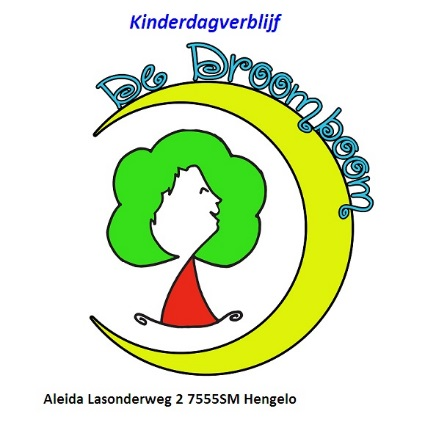 Kinderdagverblijf
De Droomboom
Aleida Lasonderweg 2 7555SM Hengelo